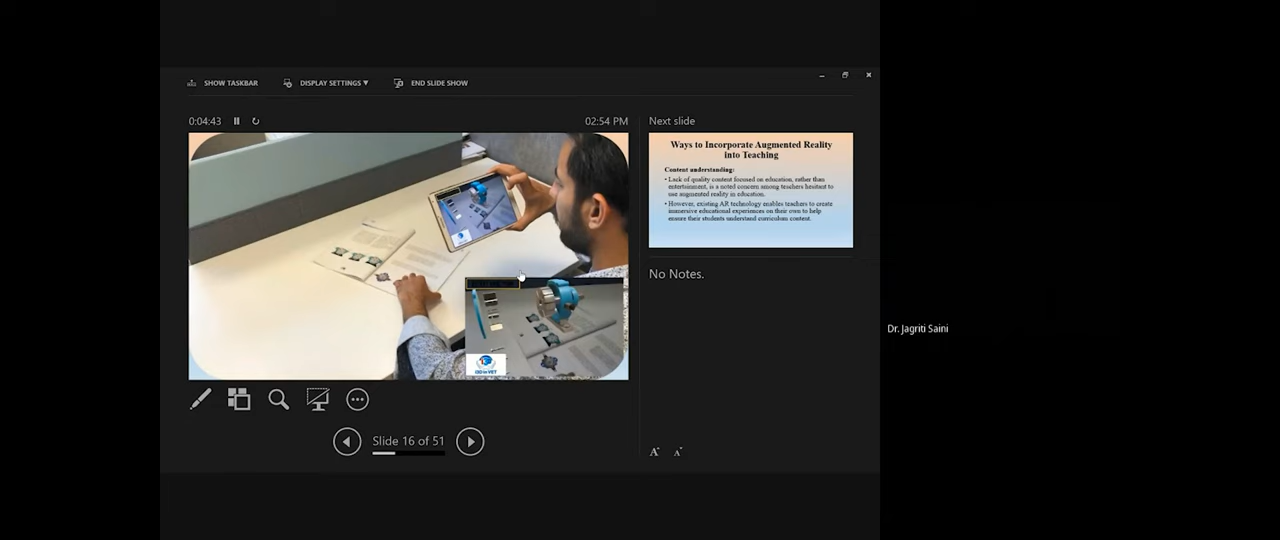 SHOW TASKBAR
DISPLAY SETTINGS ▼
END SLIDE SHOW
0:04:43
02:54 PM
Next slide
Ways to Incorporate Augmented Reality
into Teaching
Content understanding:
• Lack of quality content focused on education, rather than
entertainment, is a noted concern among teachers hesitant to
use augmented reality in education.
• However, existing AR technology enables teachers to create
immersive educational experiences on their own to help
ensure their students understand curriculum content.
No Notes.
Dr. Jagriti Saini
Slide 16 of 51
A
A